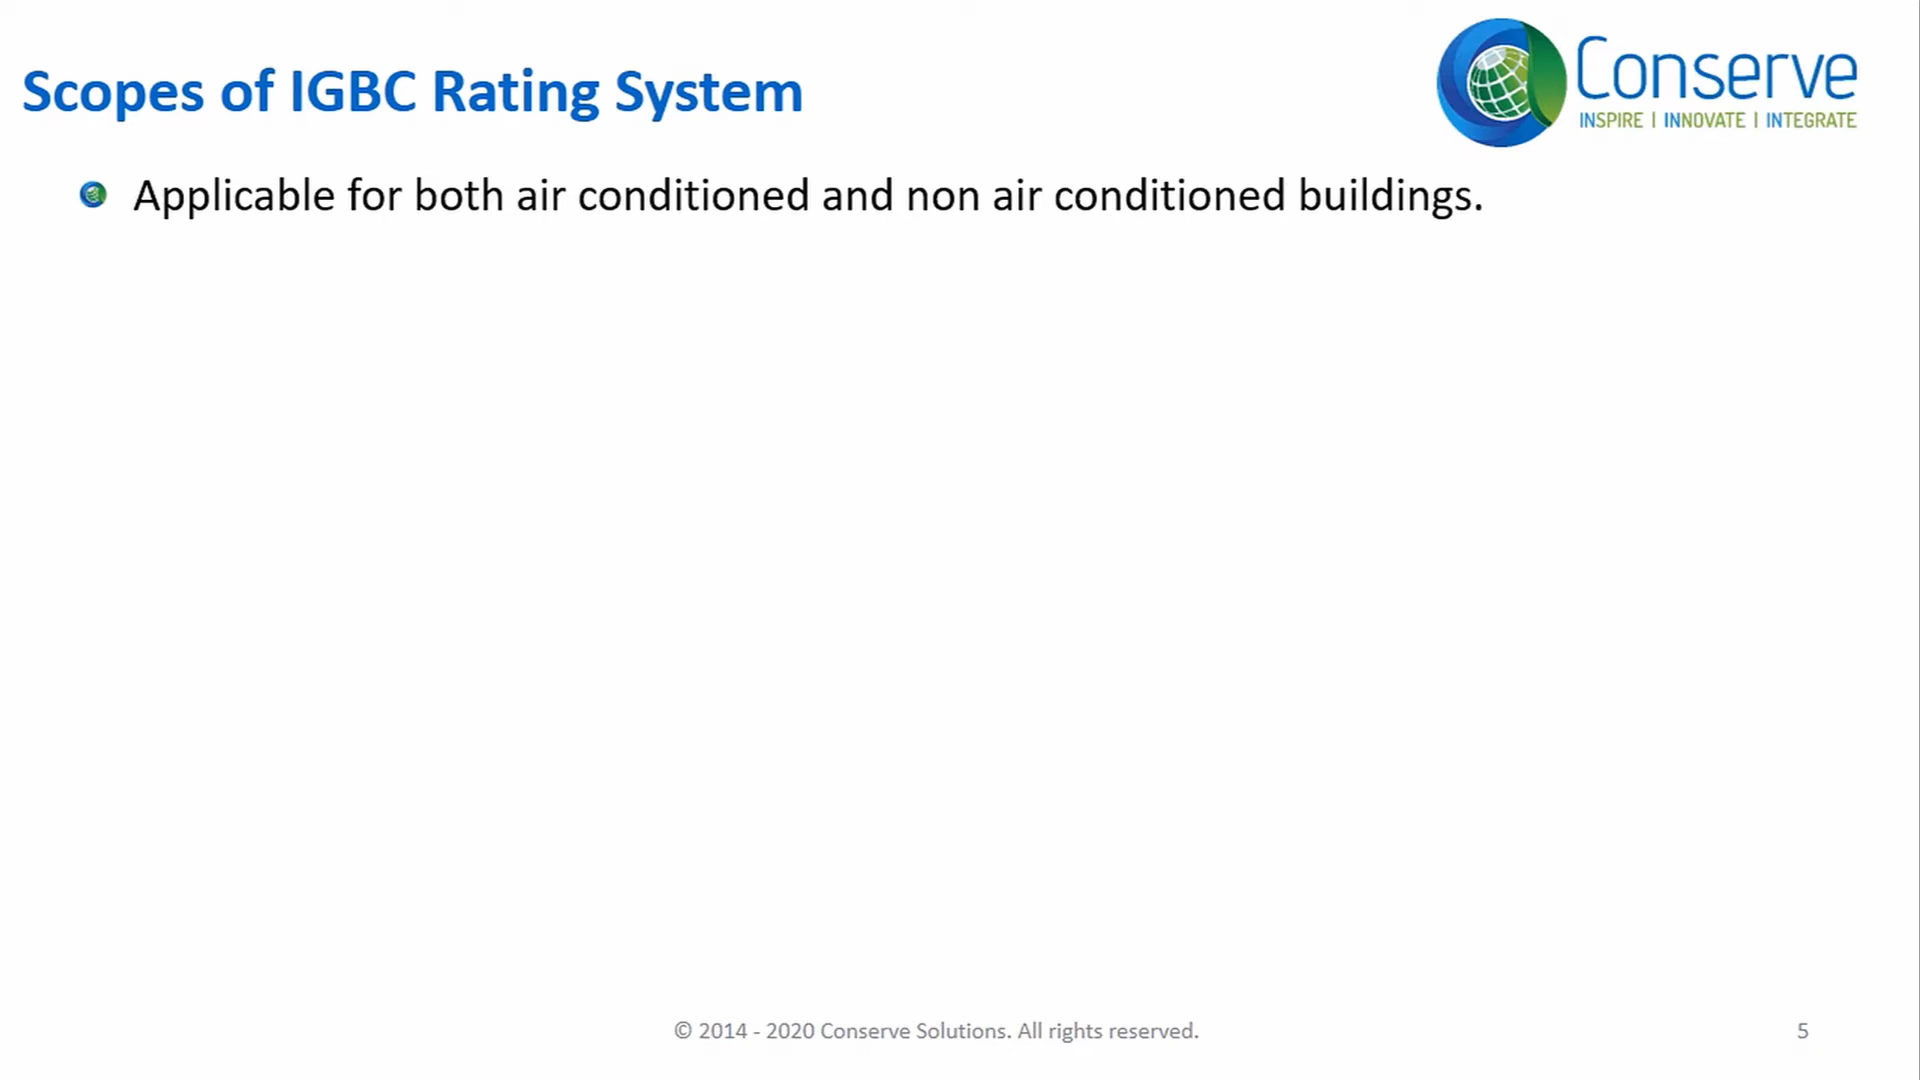 Scopes of IGBC Rating System
Conserve
INSPIRE | INNOVATE | INTEGRATE
Applicable for both air conditioned and non air conditioned buildings.
© 2014 - 2020 Conserve Solutions. All rights reserved.
5